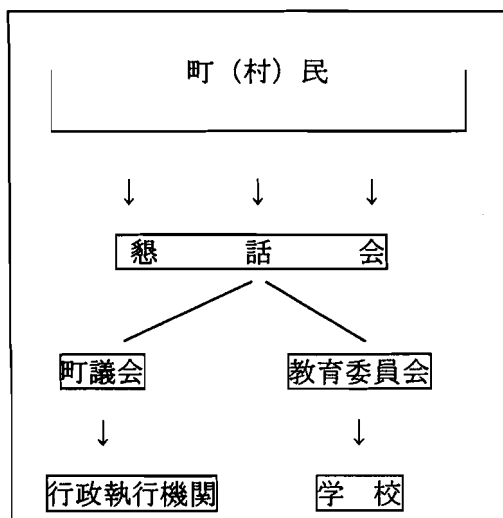 町（村）民
↓ ↓ ↓
懇話会
町議会 教育委員会
↓ ↓
行政執行機関 学校